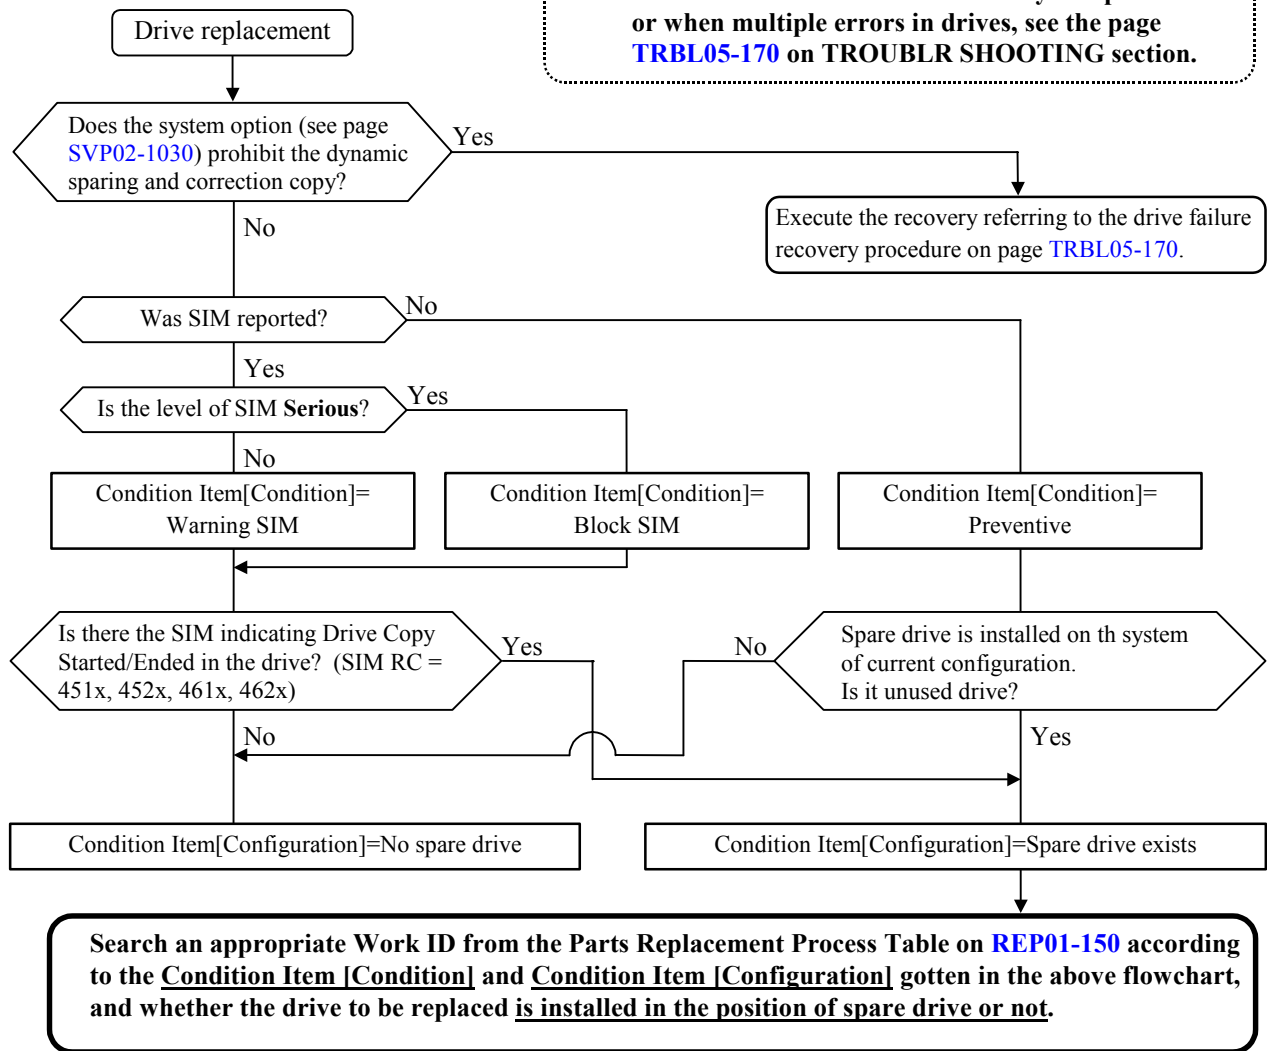 or when multiple errors in drives, see the page
TRBL05-170 on TROUBLR SHOOTING section.
Drive replacement
Does the system option (see page
SVP02-1030) prohibit the dynamic
sparing and correction copy?
Yes
No
Execute the recovery referring to the drive failure
recovery procedure on page TRBL05-170.
Was SIM reported?
No
Yes
Is the level of SIM Serious?
Yes
No
Condition Item[Condition]=
Warning SIM
Condition Item[Condition]=
Block SIM
Condition Item[Condition]=
Preventive
Is there the SIM indicating Drive Copy
Started/Ended in the drive? (SIM RC =
451x, 452x, 461x, 462x)
Yes
No
Spare drive is installed on th system
of current configuration.
Is it unused drive?
No
Yes
Condition Item[Configuration]=No spare drive
Condition Item[Configuration]=Spare drive exists
Search an appropriate Work ID from the Parts Replacement Process Table on REP01-150 according
to the Condition Item [Condition] and Condition Item [Configuration] gotten in the above flowchart,
and whether the drive to be replaced is installed in the position of spare drive or not.